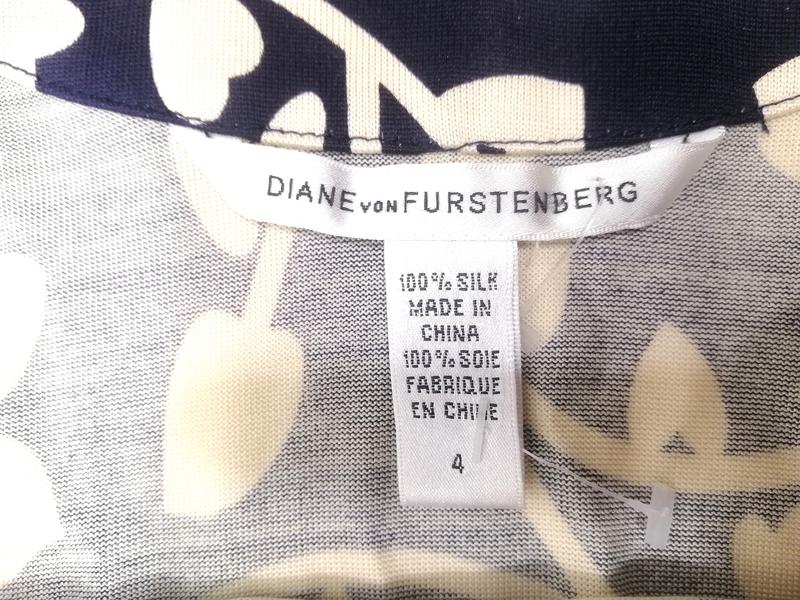 DIANE VON FURSTENBERG
100% SILK
MADE IN
CHINA
100% SOIE
FABRIQUE
EN CHINE
4